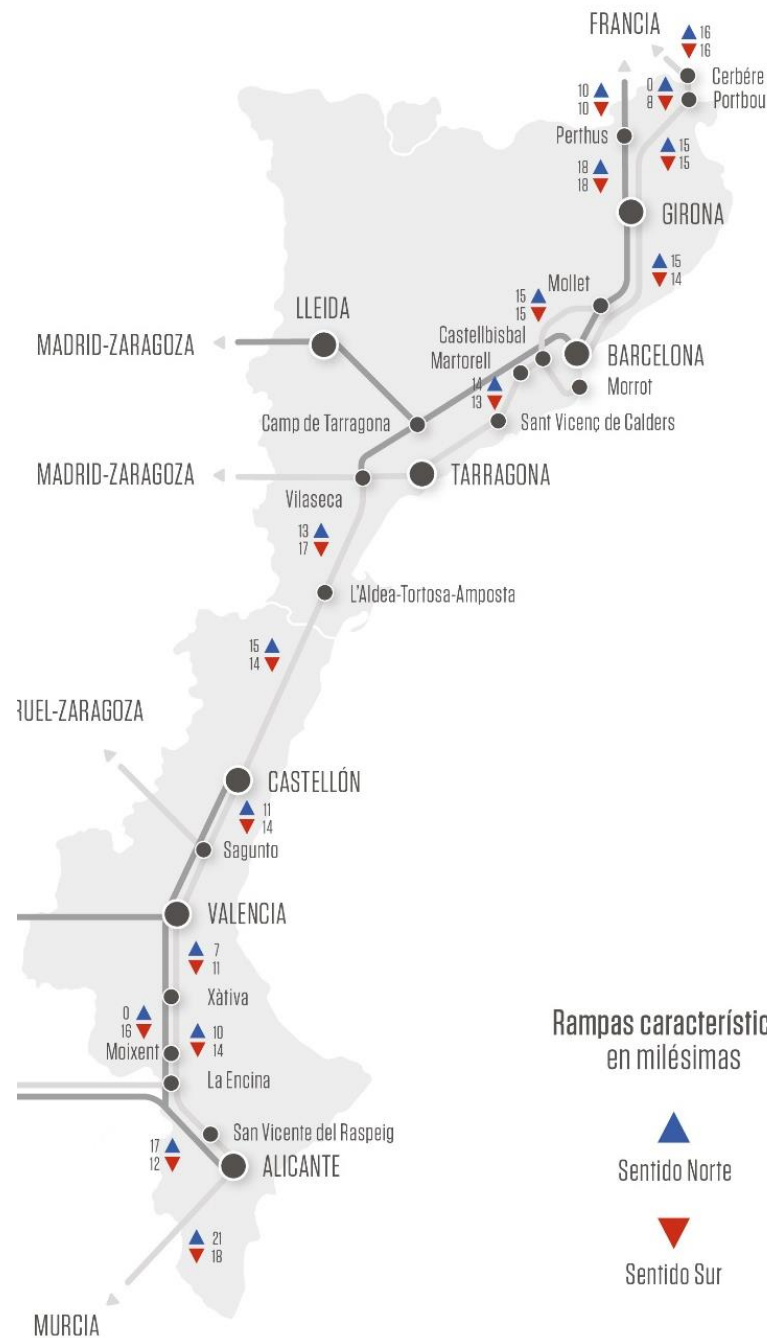 FRANCIA
16
16
Cerbére
0
8
Portbou
10
10
Perthus
15
15
18
18
GIRONA
15
14
Mollet
15
15
LLEIDA
Castellbisbal
MADRID-ZARAGOZA
BARCELONA
Martorell
14
13
Morrot
Camp de Tarragona
Sant Vicenç de Calders
MADRID-ZARAGOZA
TARRAGONA
Vilaseca
13
17
L'Aldea-Tortosa-Amposta
15
14
RUEL-ZARAGOZA
CASTELLÓN
11
14
Sagunto
VALENCIA
7
11
Xàtiva
0
16
10
14
Moixent
La Encina
San Vicente del Raspeig
17
12
ALICANTE
21
18
MURCIA
Rampas característic
en milésimas
Sentido Norte
Sentido Sur